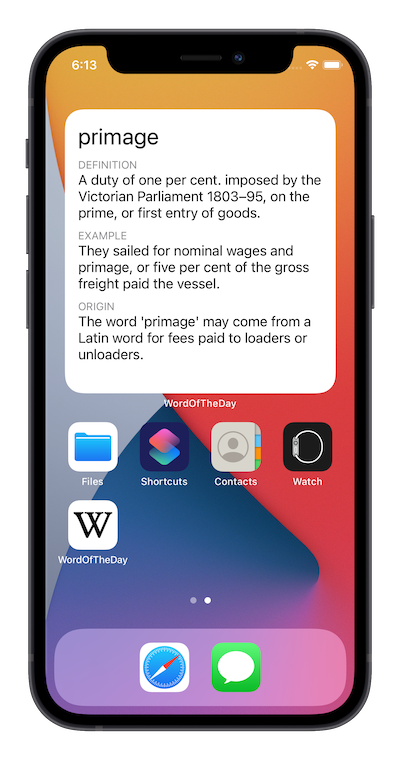 6:13
primage
DEFINITION
A duty of one per cent. imposed by the
Victorian Parliament 1803–95, on the
prime, or first entry of goods.
EXAMPLE
They sailed for nominal wages and
primage, or five per cent of the gross
freight paid the vessel.
ORIGIN
The word 'primage' may come from a
Latin word for fees paid to loaders or
unloaders.
WordOfTheDay
Files
Shortcuts
Contacts
Watch
W
WordOfTheDay